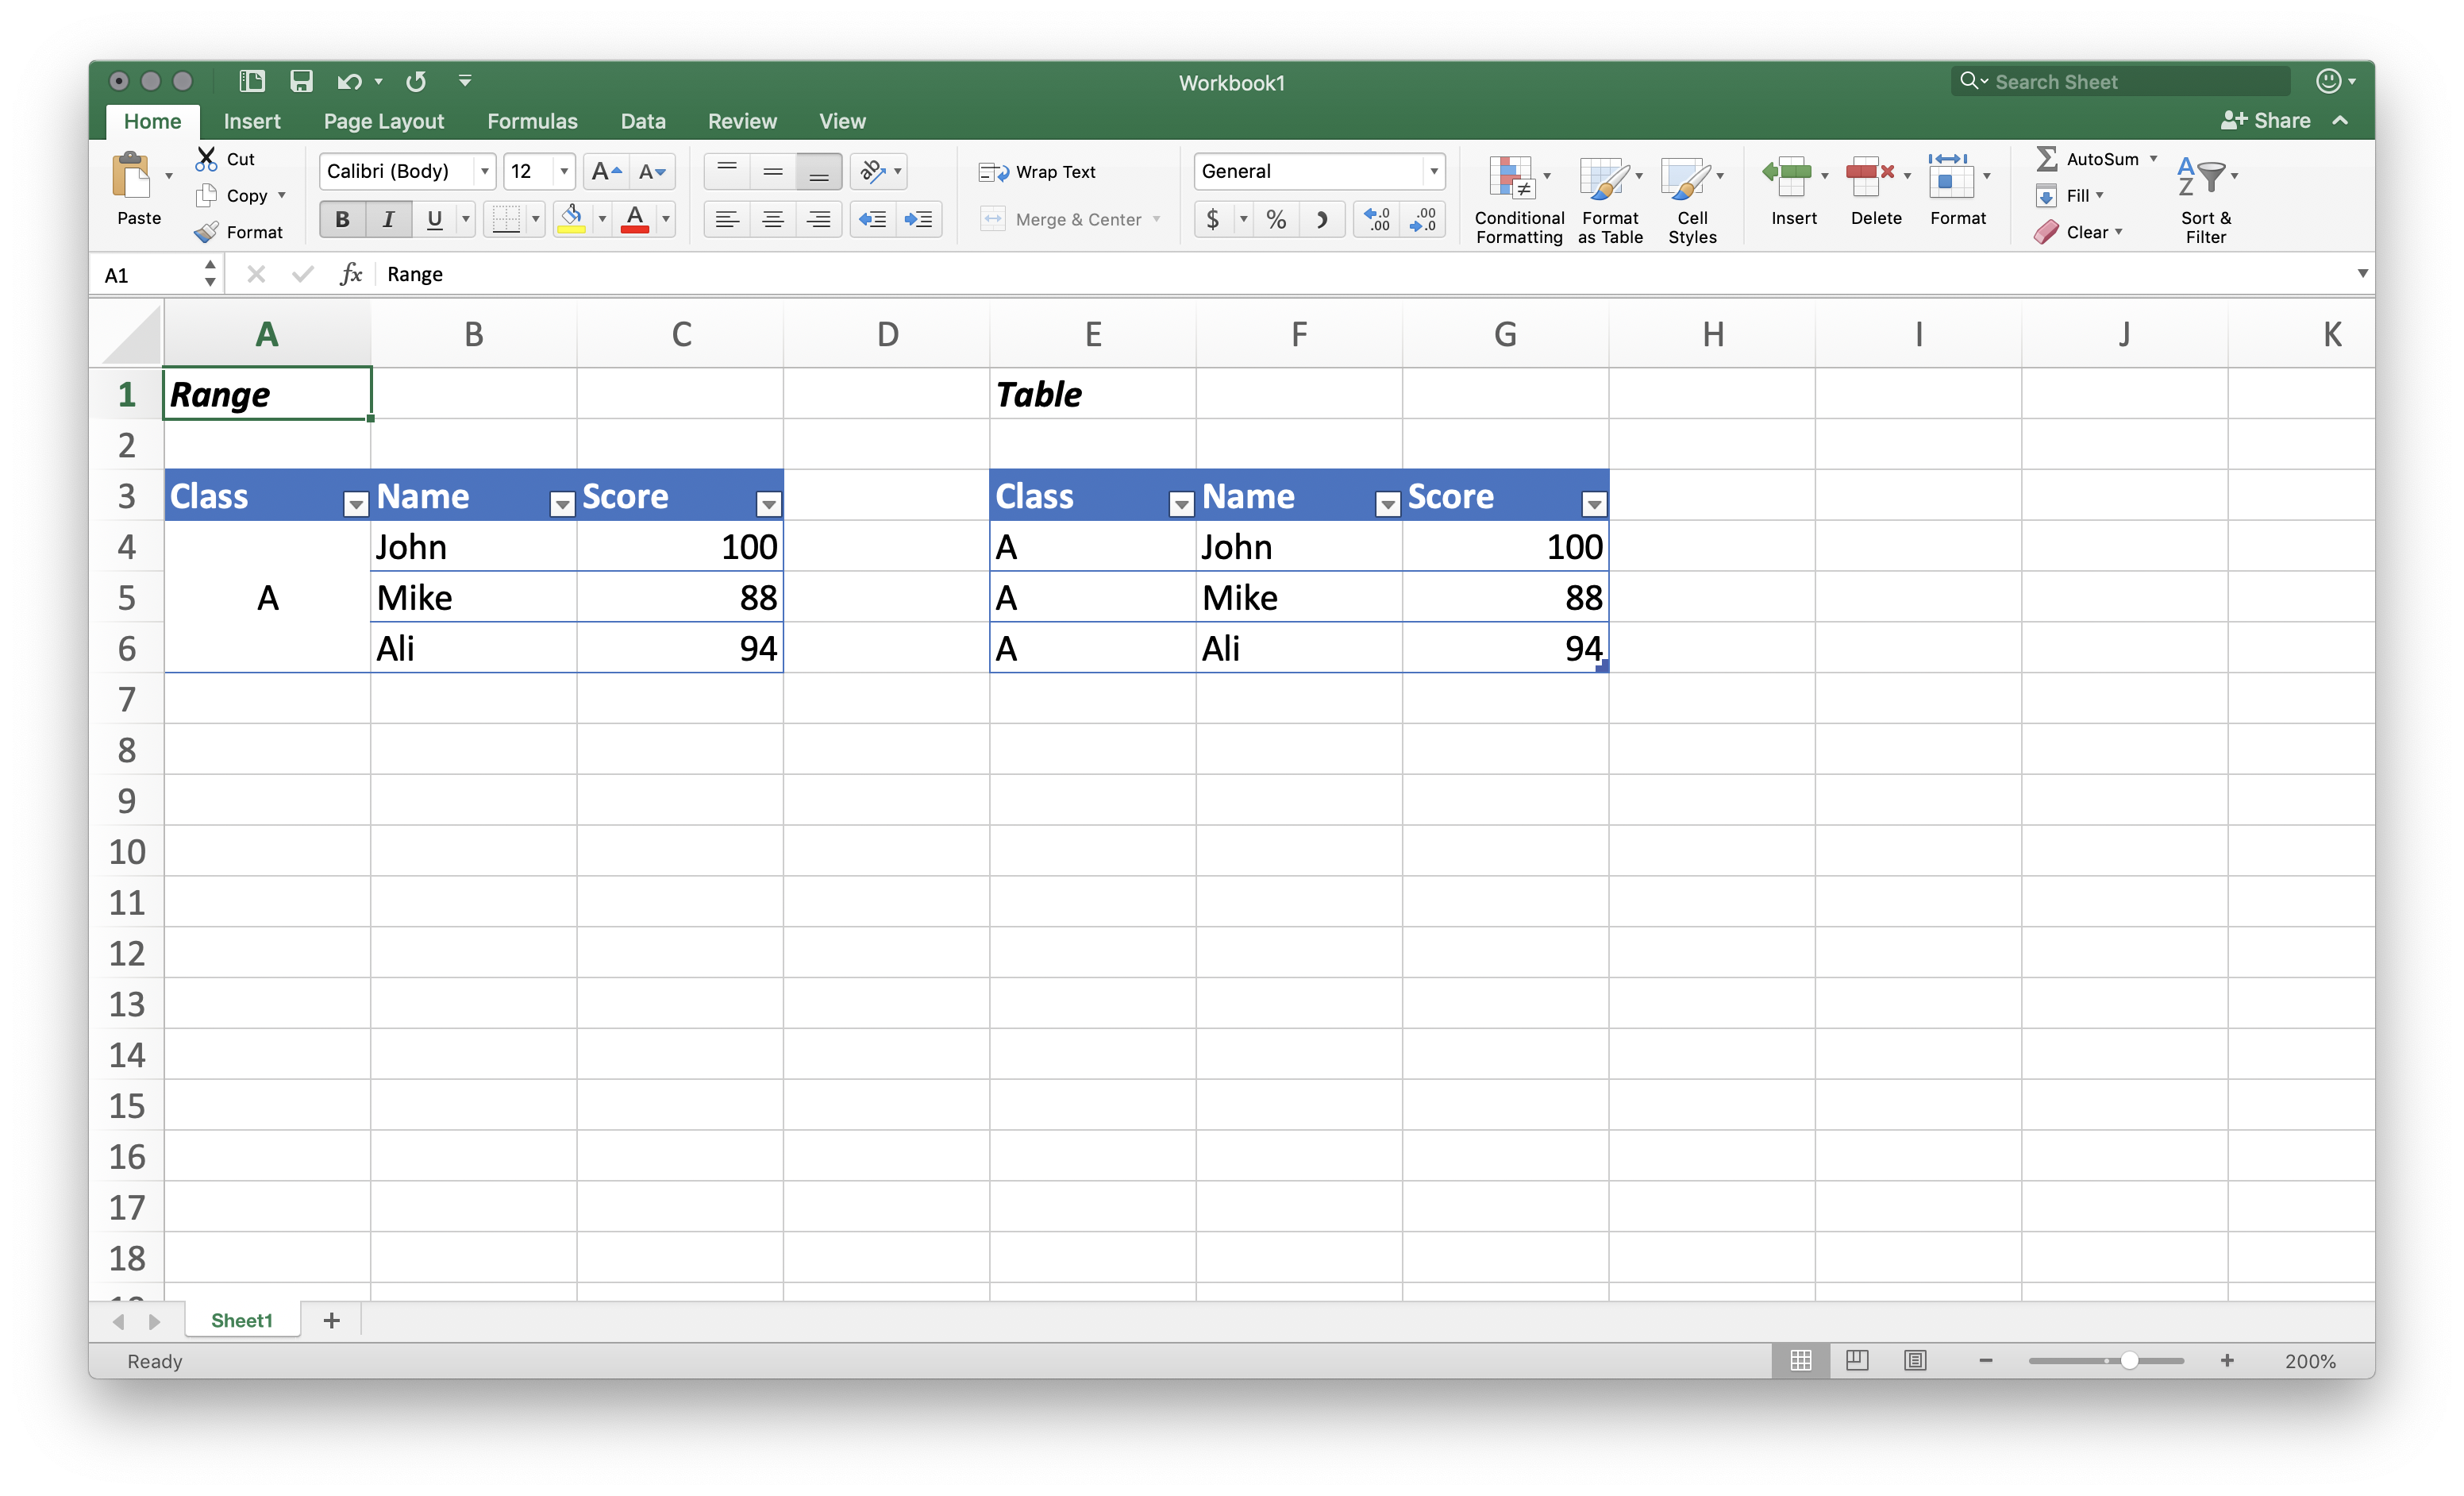 Workbook1
Search Sheet
Home Insert Page Layout Formulas Data Review View
Share
Paste
Cut
Copy
Format
Calibri (Body) 12 A A
B I U A
ab
Wrap Text
Merge & Center
General
$ % .0 .00 .00 .0
Conditional Formatting
Format as Table
Cell Styles
Insert Delete Format
AutoSum
Fill
Clear
A Z
Sort & Filter
A1 fx Range
A B C D E F G H I J K
1 Range Table
2
3 Class Name Score Class Name Score
4 John 100 A John 100
5 A Mike 88 A Mike 88
6 Ali 94 A Ali 94
7
8
9
10
11
12
13
14
15
16
17
18
Sheet1 +
Ready
200%